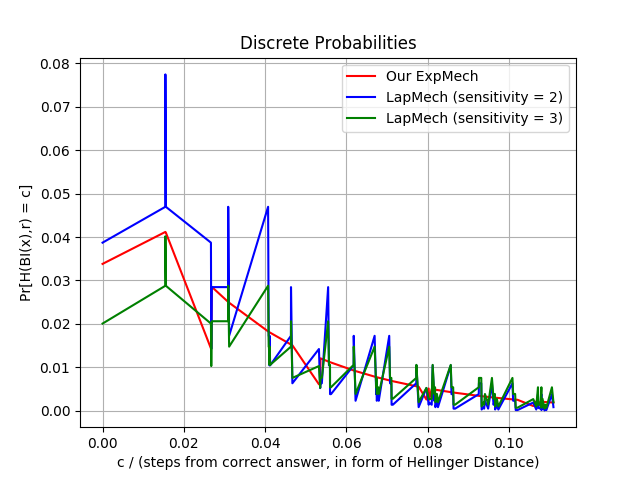 Discrete Probabilities
Our ExpMech
LapMech (sensitivity = 2)
LapMech (sensitivity = 3)
Pr[H(BI(x),r) = c]
0.08
0.07
0.06
0.05
0.04
0.03
0.02
0.01
0.00
0.00 0.02 0.04 0.06 0.08 0.10
c / (steps from correct answer, in form of Hellinger Distance)